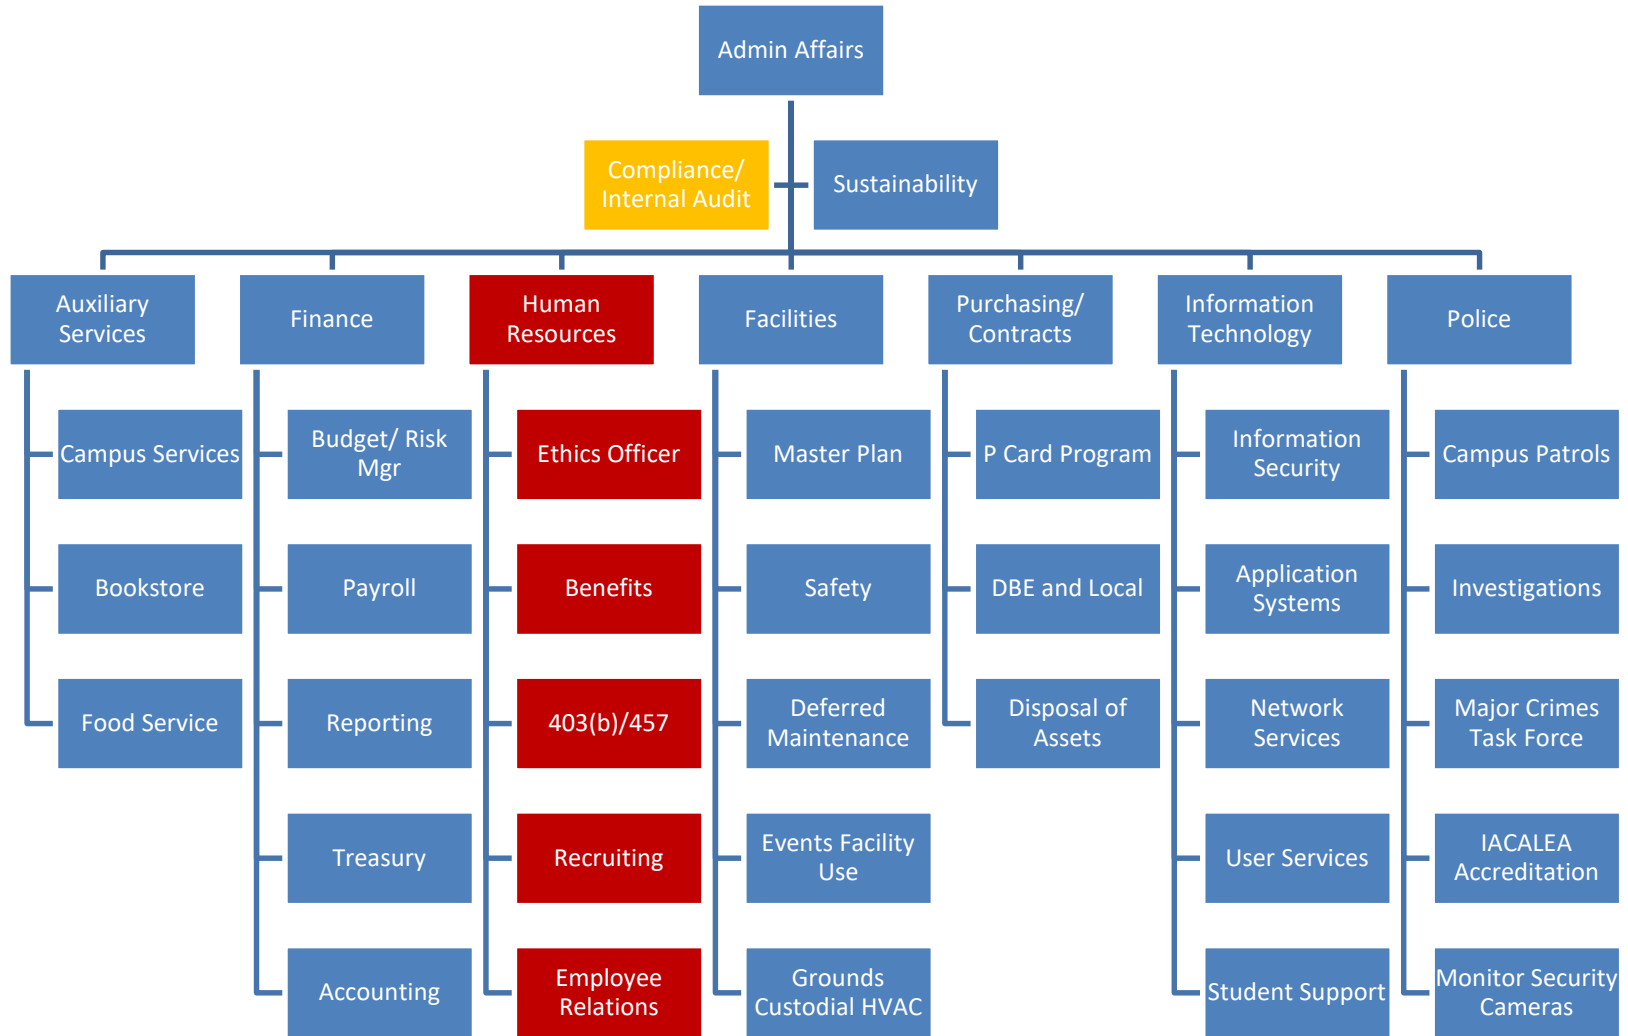 Admin Affairs
Compliance/
Internal Audit
Sustainability
Auxiliary
Services
Finance
Human
Resources
Facilities
Purchasing/
Contracts
Information
Technology
Police
Campus Services
Budget/ Risk
Mgr
Ethics Officer
Master Plan
P Card Program
Information
Security
Campus Patrols
Bookstore
Payroll
Benefits
Safety
DBE and Local
Application
Systems
Investigations
Food Service
Reporting
403(b)/457
Deferred
Maintenance
Disposal of
Assets
Network
Services
Major Crimes
Task Force
Treasury
Recruiting
Events Facility
Use
User Services
IACALEA
Accreditation
Accounting
Employee
Relations
Grounds
Custodial HVAC
Student Support
Monitor Security
Cameras